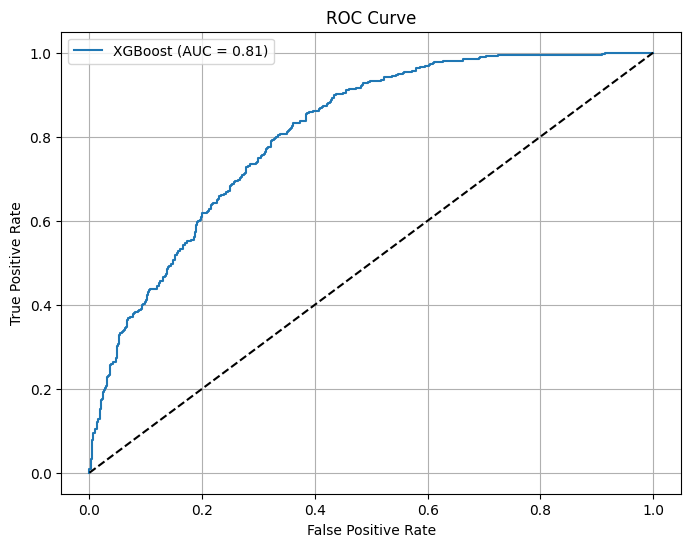 ROC Curve
XGBoost (AUC = 0.81)
True Positive Rate
1.0
0.8
0.6
0.4
0.2
0.0
0.0 0.2 0.4 0.6 0.8 1.0
False Positive Rate